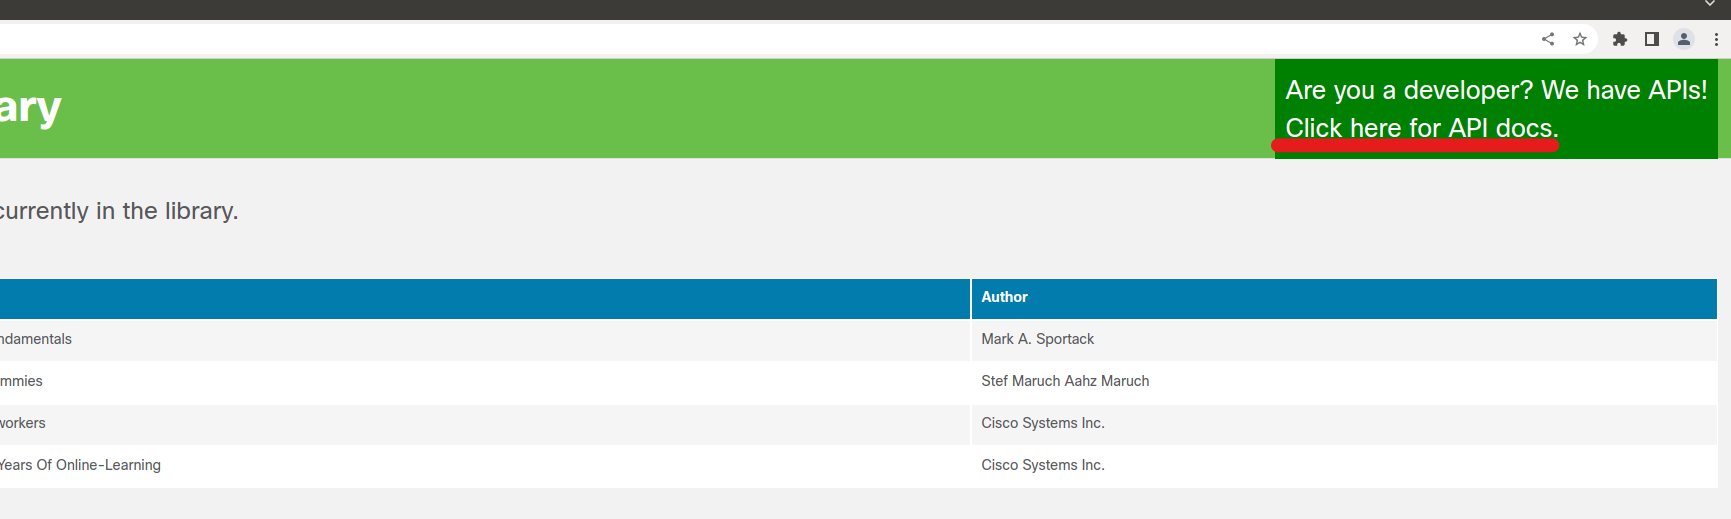 ary
Are you a developer? We have APIs!
Click here for API docs.
currently in the library.
Author
ndamentals
Mark A. Sportack
mmies
Stef Maruch Aahz Maruch
workers
Cisco Systems Inc.
Years Of Online-Learning
Cisco Systems Inc.